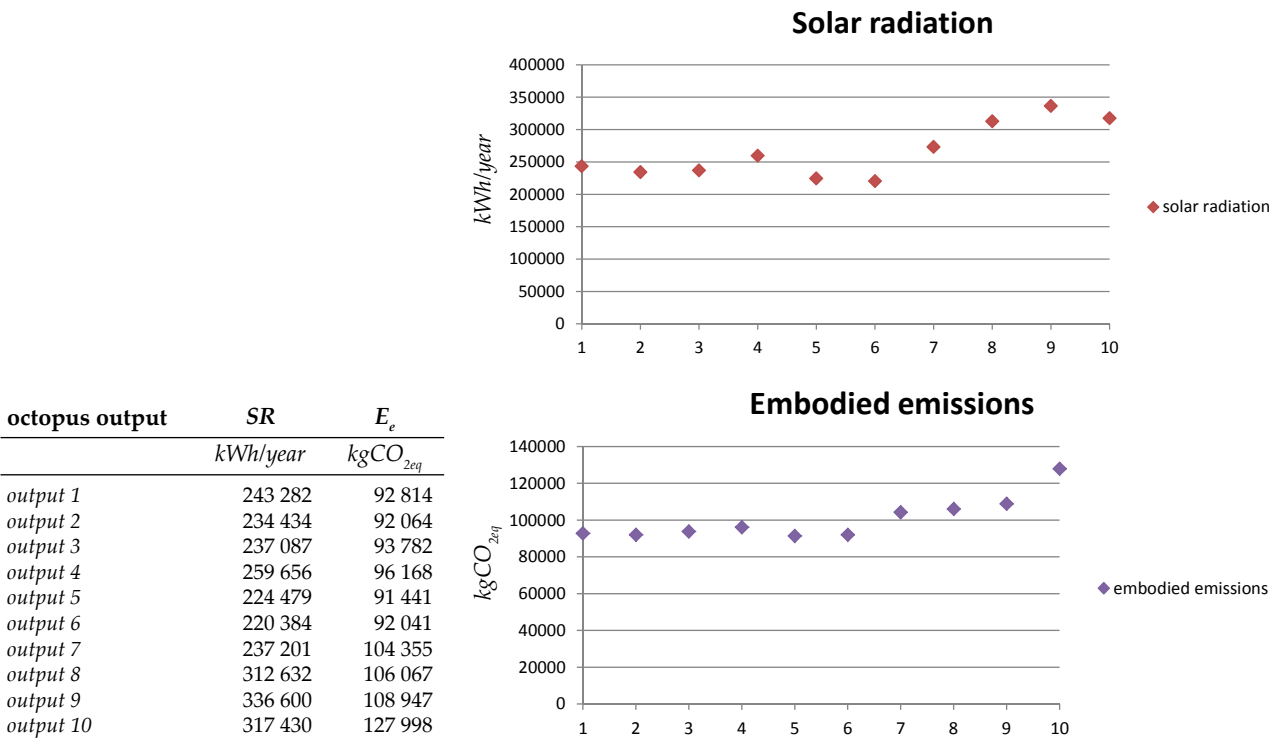 Solar radiation
400000
350000
300000
250000
200000
150000
100000
50000
0
kWh/year
1 2 3 4 5 6 7 8 9 10
solar radiation
octopus output SR Ee
kWh/year kgCO2eq
output 1 243 282 92 814
output 2 234 434 92 064
output 3 237 087 93 782
output 4 259 656 96 168
output 5 224 479 91 441
output 6 220 384 92 041
output 7 237 201 104 355
output 8 312 632 106 067
output 9 336 600 108 947
output 10 317 430 127 998
Embodied emissions
140000
120000
100000
80000
60000
40000
20000
0
kgCO2eq
1 2 3 4 5 6 7 8 9 10
embodied emissions